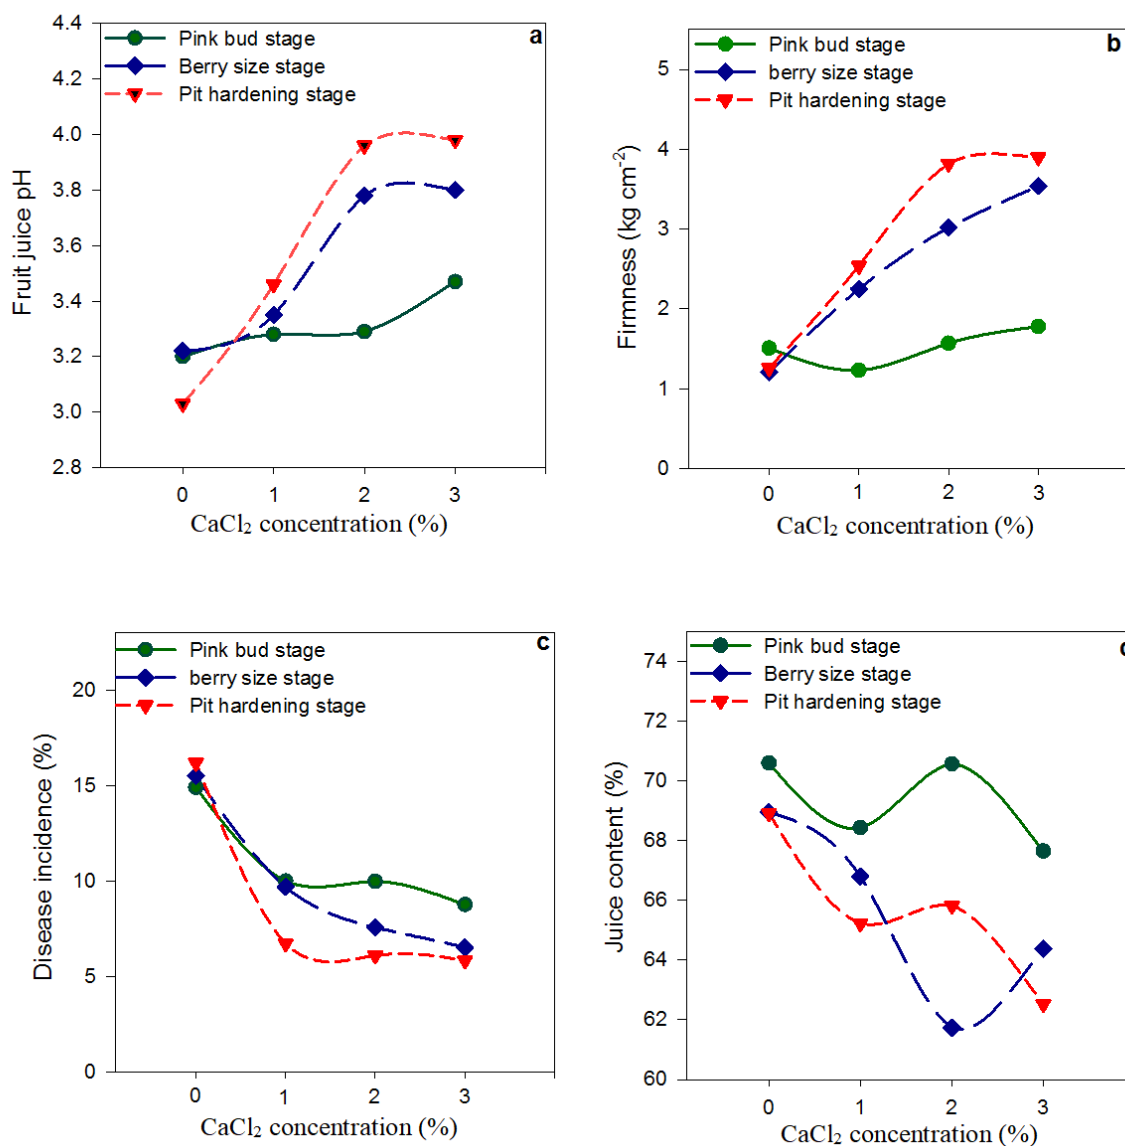 a
Pink bud stage
Berry size stage
Pit hardening stage
Fruit juice pH
4.4
4.2
4.0
3.8
3.6
3.4
3.2
3.0
2.8
0 1 2 3
CaCl₂ concentration (%)
b
Pink bud stage
berry size stage
Pit hardening stage
Firmness (kg cm⁻²)
5
4
3
2
1
0
0 1 2 3
CaCl₂ concentration (%)
c
Pink bud stage
berry size stage
Pit hardening stage
Disease incidence (%)
20
15
10
5
0
0 1 2 3
CaCl₂ concentration (%)
Pink bud stage
Berry size stage
Pit hardening stage
Juice content (%)
74
72
70
68
66
64
62
60
0 1 2 3
CaCl₂ concentration (%)